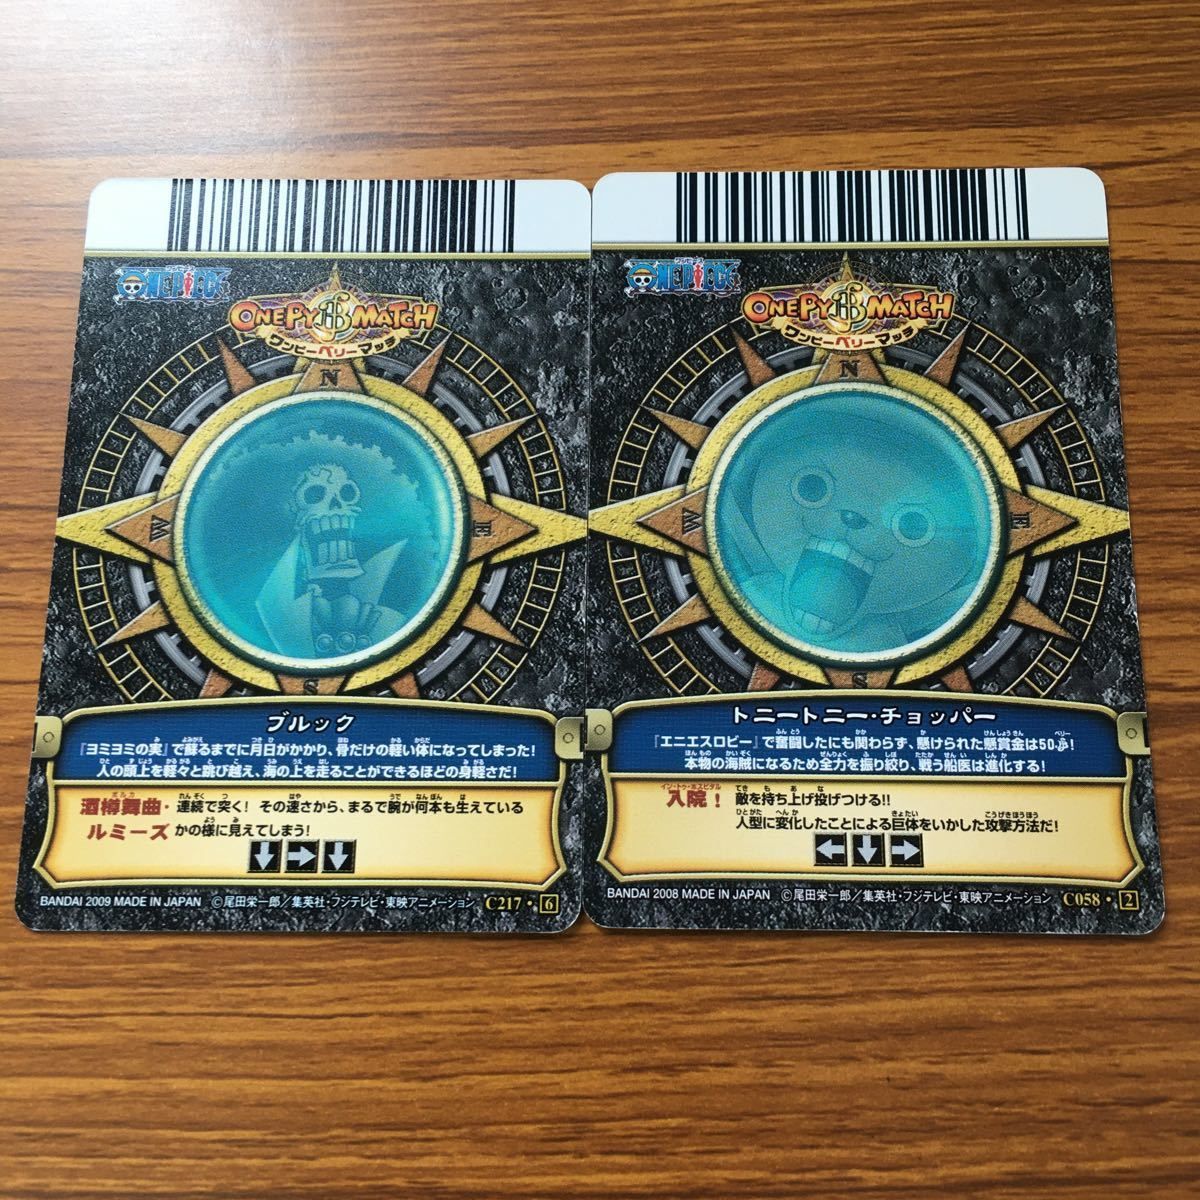 ワンピース
ONE PIECE
ONEPY B MATCH
ワンピーベリーマッチ
N
W
E
S
ブルック
『ヨミヨミの実』で蘇るまでに月日がかかり、骨だけの軽い体になってしまった!
人の頭上を軽々と跳び越え、海の上を走ることができるほどの身軽さだ!
酒樽舞曲・ルミーズ
連続で突く! その速さから、まるで腕が何本も生えている
かの様に見えてしまう!
BANDAI 2009 MADE IN JAPAN ©尾田栄一郎/集英社・フジテレビ・東映アニメーション C217・6
ワンピース
ONE PIECE
ONEPY B MATCH
ワンピーベリーマッチ
N
W
E
トニートニー・チョッパー
『エニエスロビー』で奮闘したにも関わらず、懸けられた懸賞金は50!
本物の海賊になるため全力を振り絞り、戦う船医は進化する!
入院!
敵を持ち上げ投げつける!!
人型に変化したことによる巨体をいかした攻撃方法だ!
BANDAI 2008 MADE IN JAPAN ©尾田栄一郎/集英社・フジテレビ・東映アニメーション C058・2